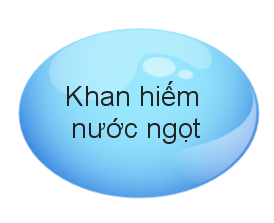 Khan hiếm
nước ngọt